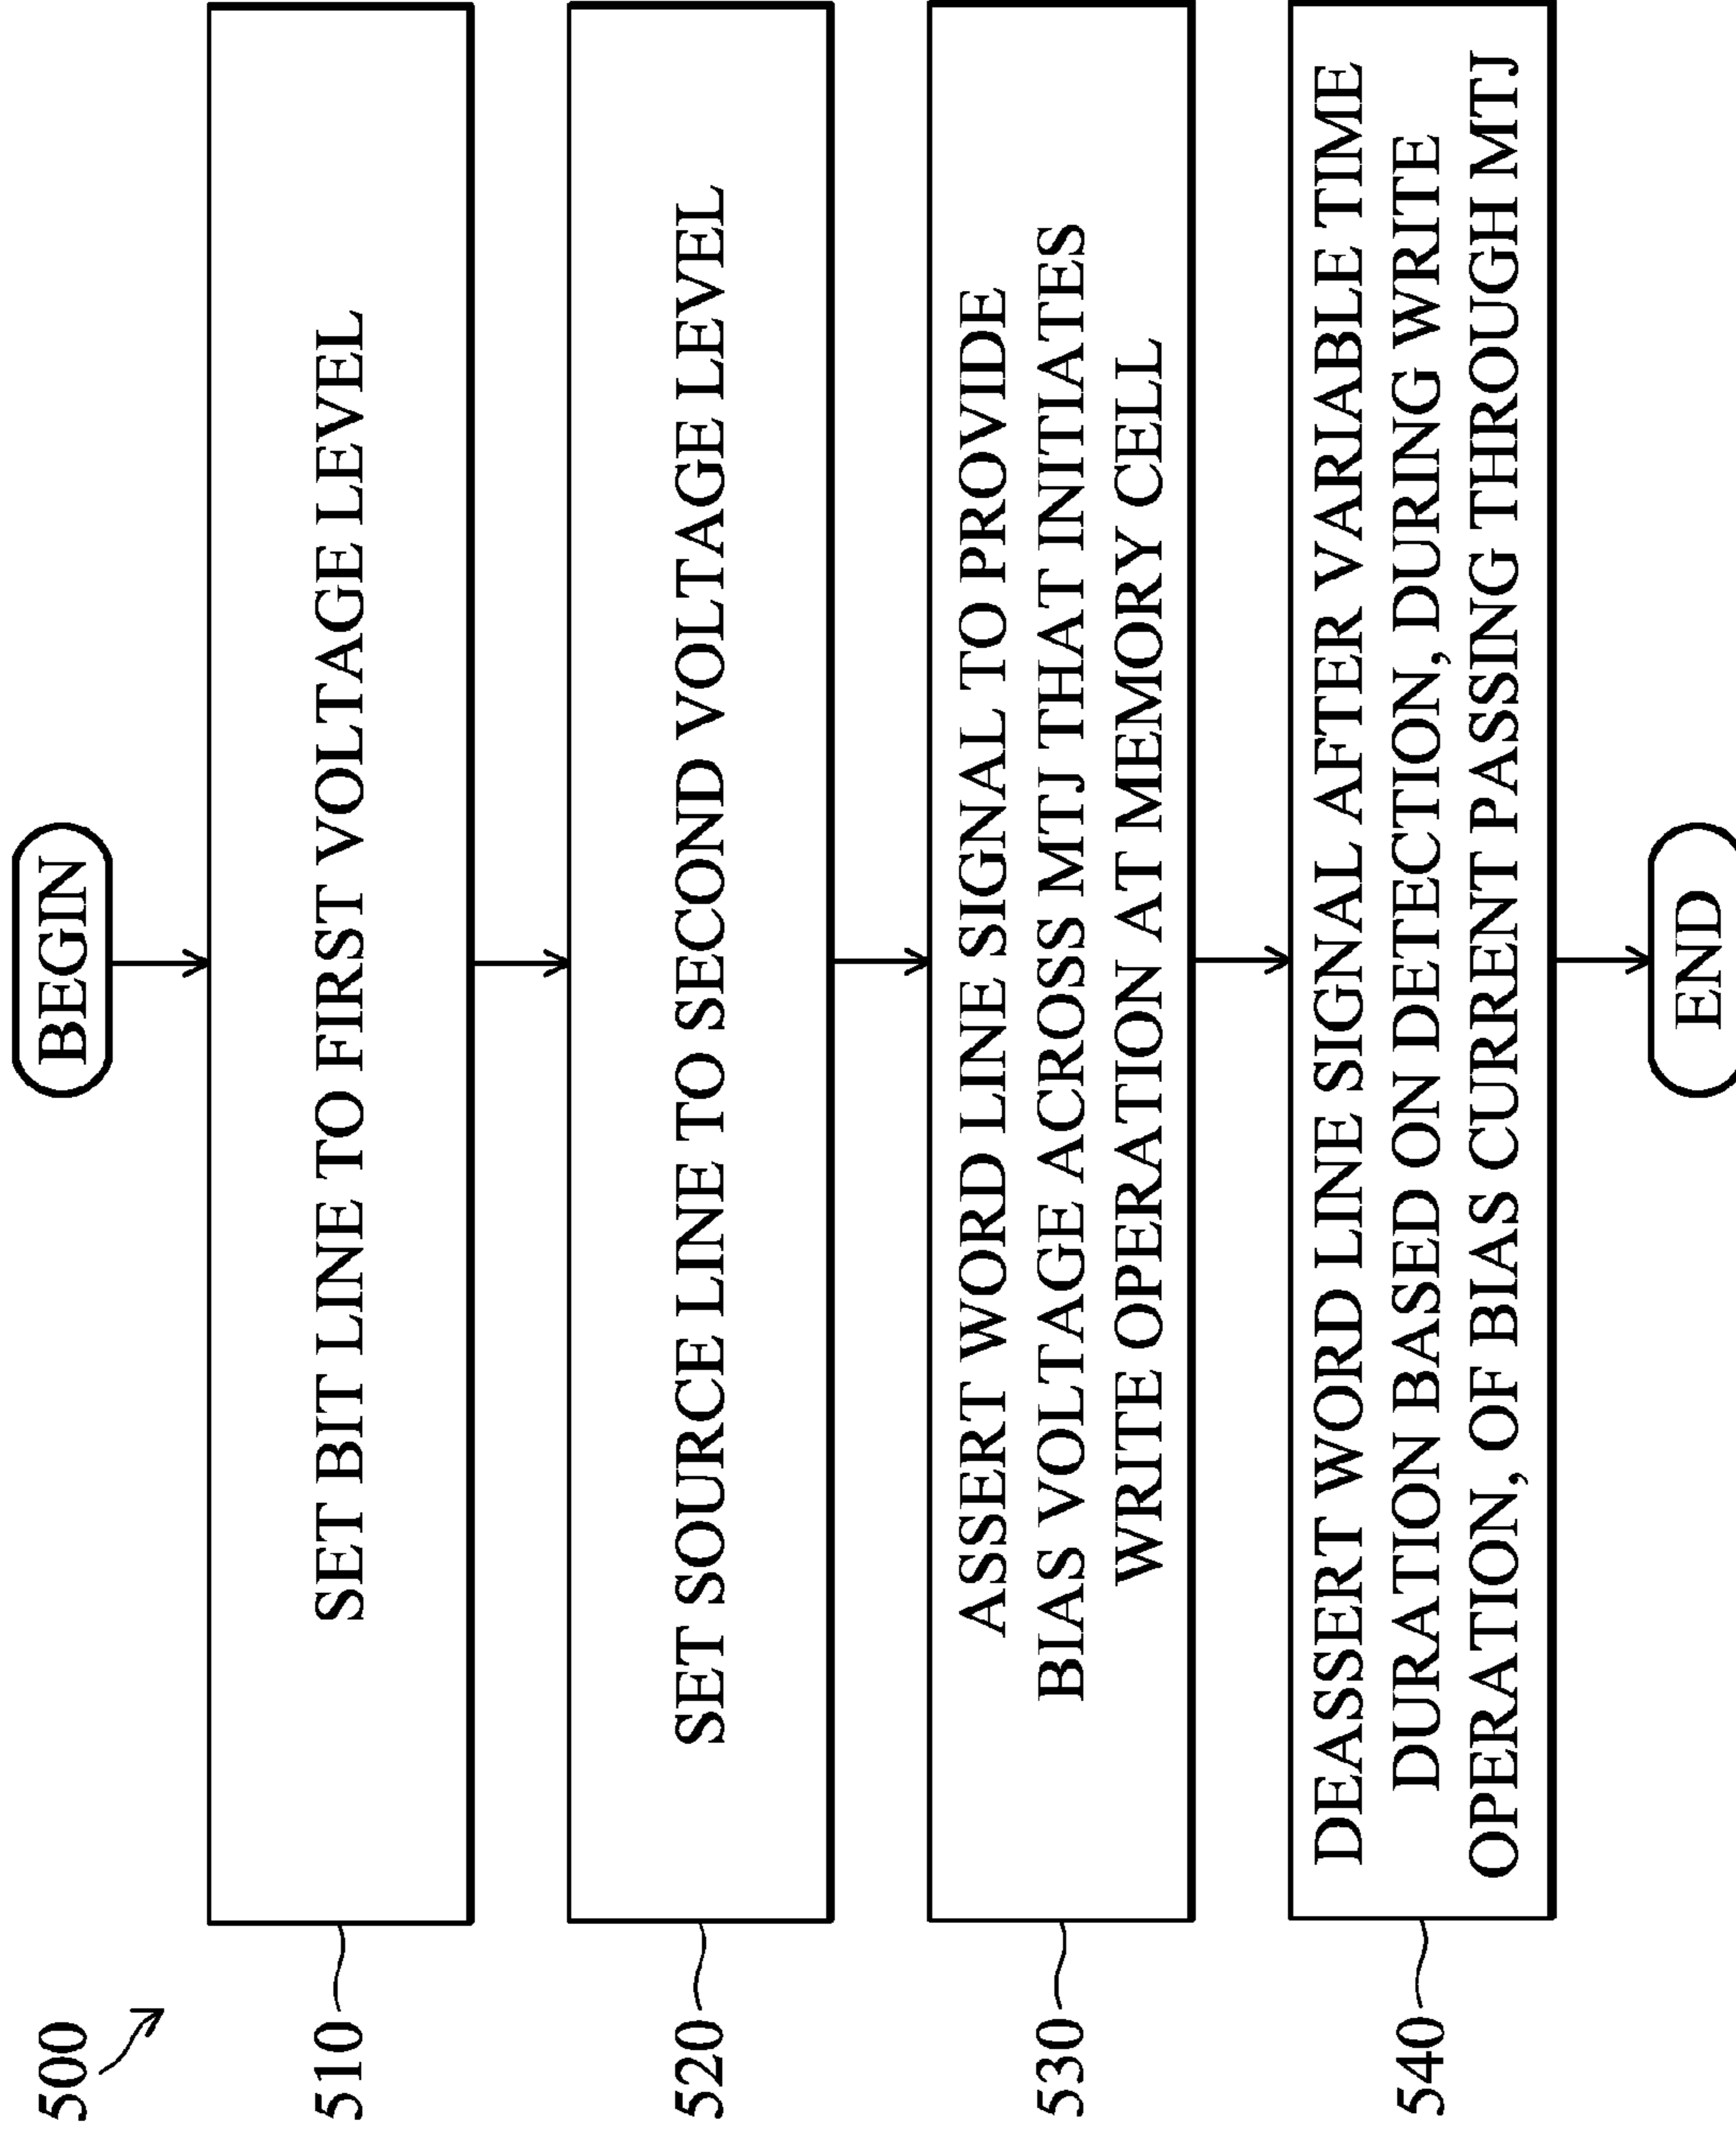 500
BEGIN
510
SET BIT LINE TO FIRST VOLTAGE LEVEL
520
SET SOURCE LINE TO SECOND VOLTAGE LEVEL
530
ASSERT WORD LINE SIGNAL TO PROVIDE
BIAS VOLTAGE ACROSS MTJ THAT INITIATES
WRITE OPERATION AT MEMORY CELL
540
DEASSERT WORD LINE SIGNAL AFTER VARIABLE TIME
DURATION BASED ON DETECTION, DURING WRITE
OPERATION, OF BIAS CURRENT PASSING THROUGH MTJ
END